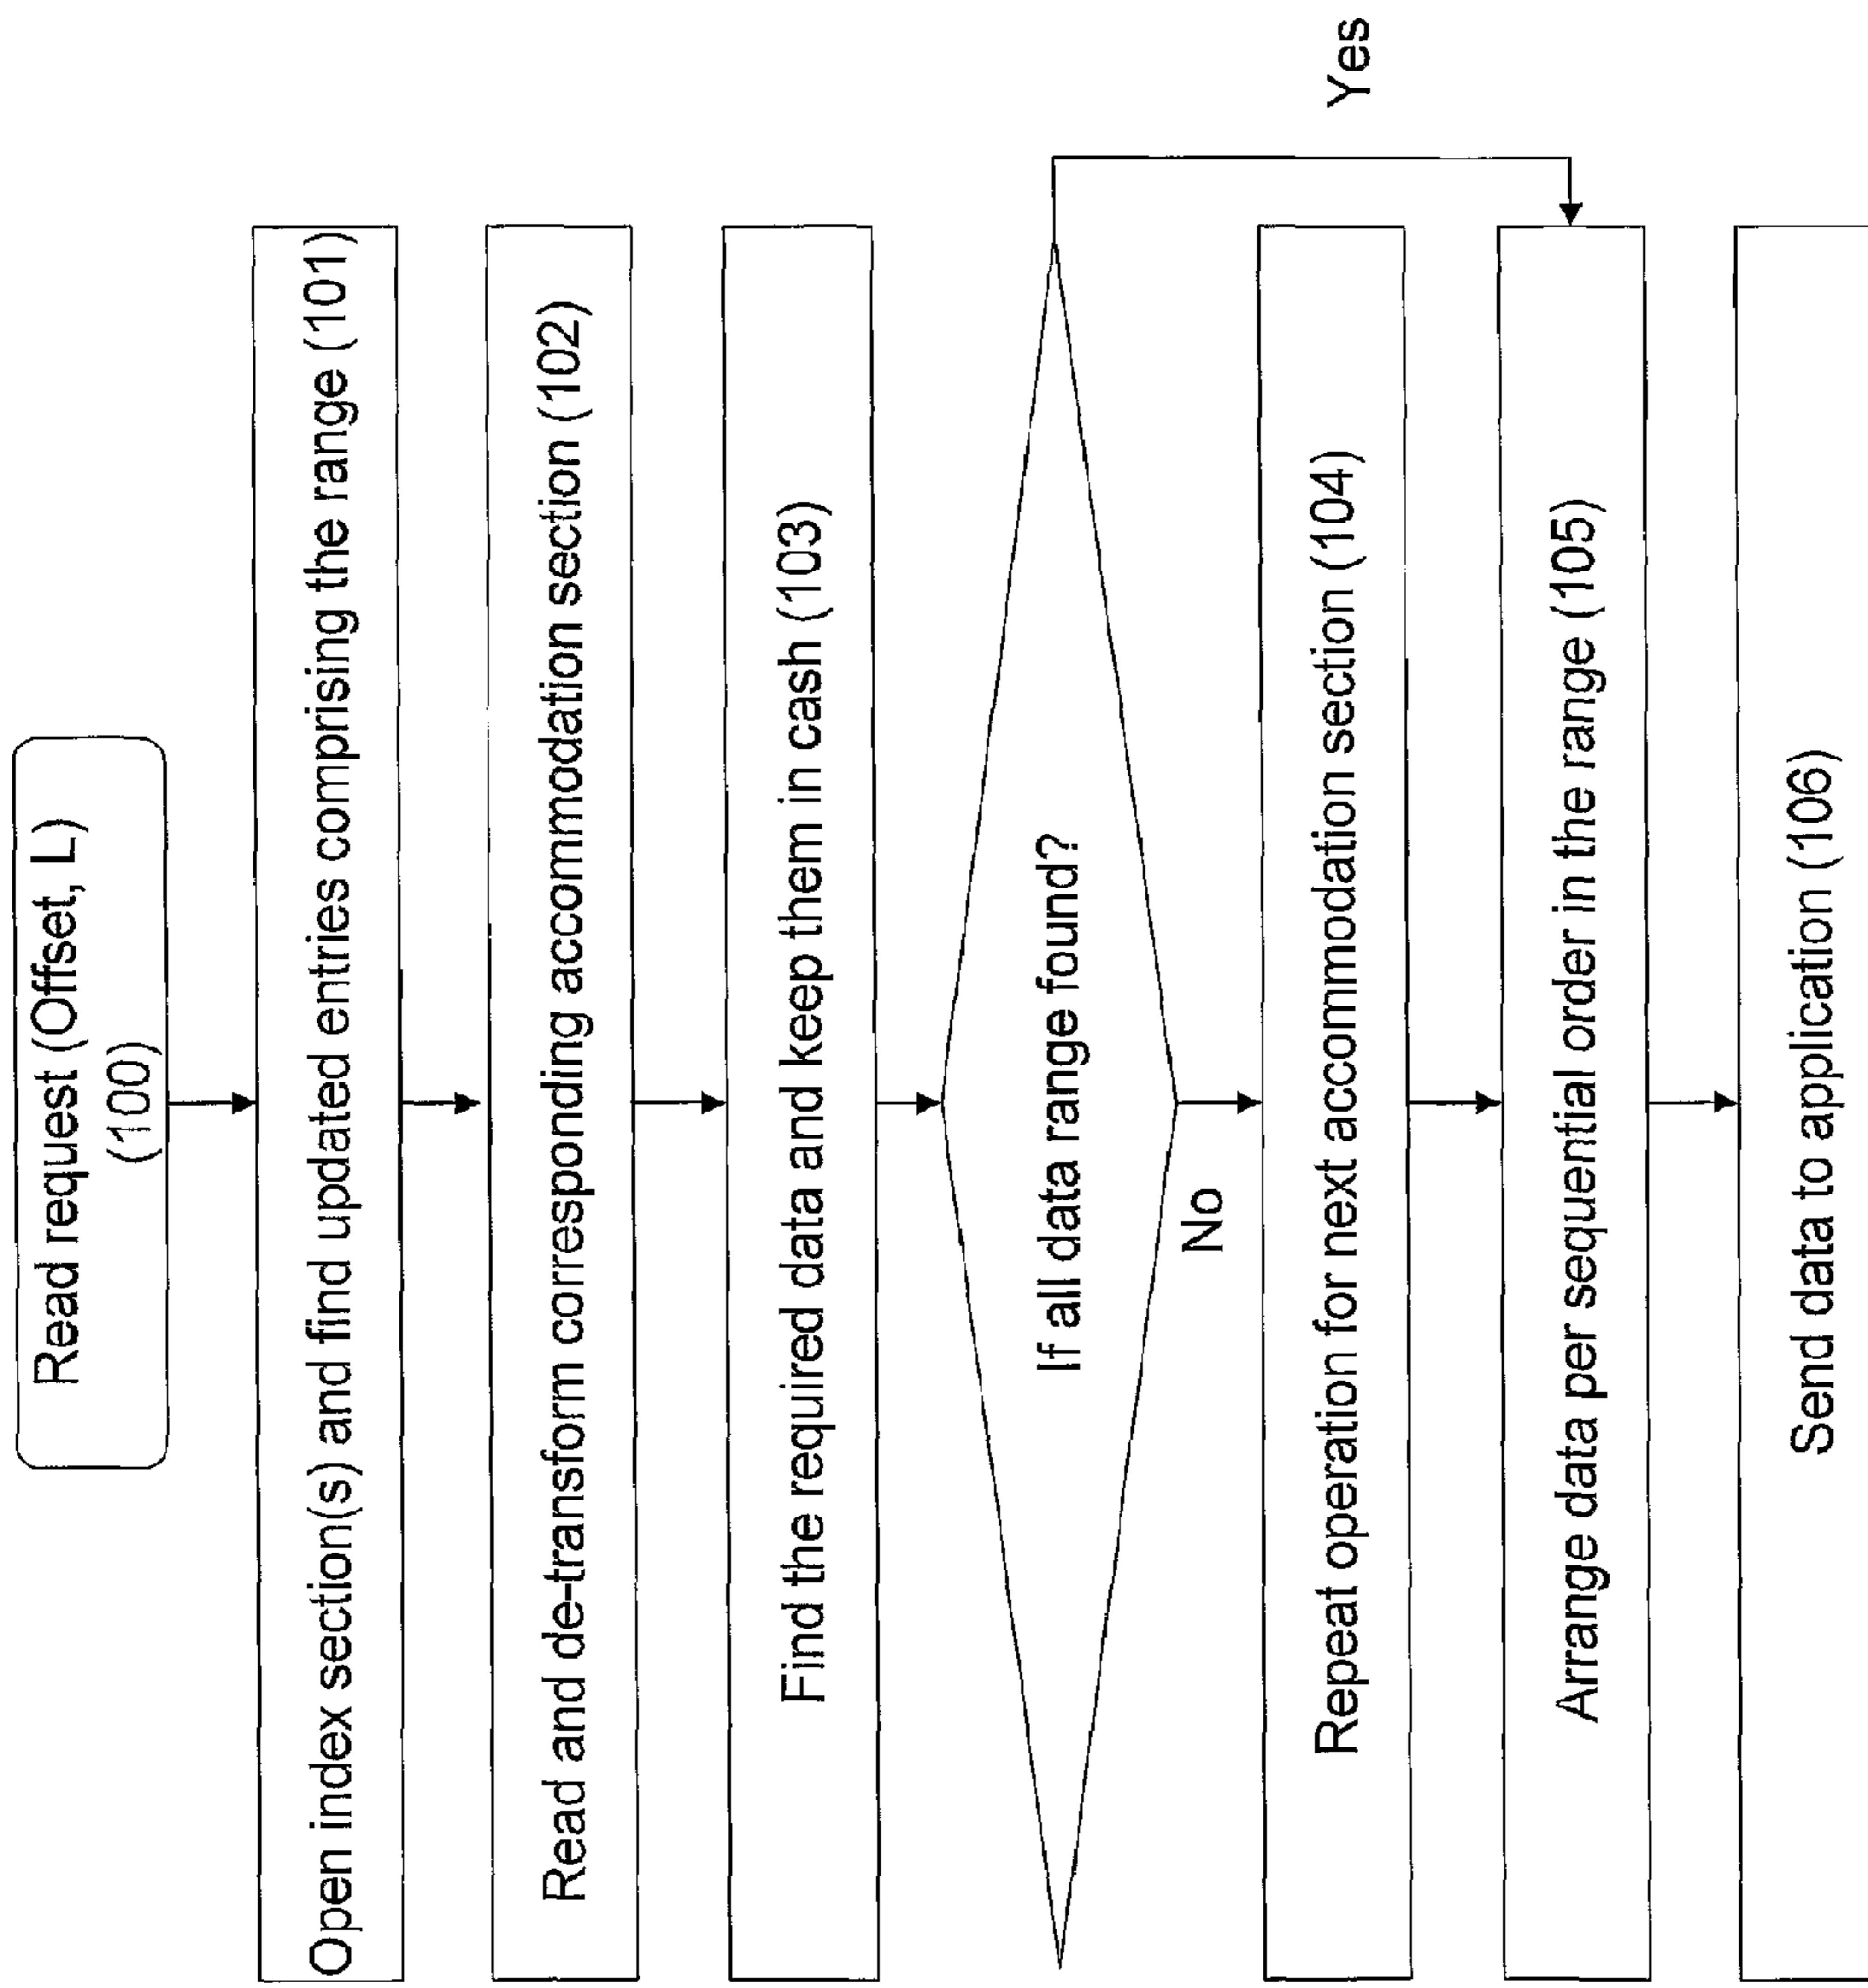 Read request (Offset, L)
(100)
Open index section(s) and find updated entries comprising the range (101)
Read and de-transform corresponding accommodation section (102)
Find the required data and keep them in cash (103)
If all data range found?
No
Yes
Repeat operation for next accommodation section (104)
Arrange data per sequential order in the range (105)
Send data to application (106)